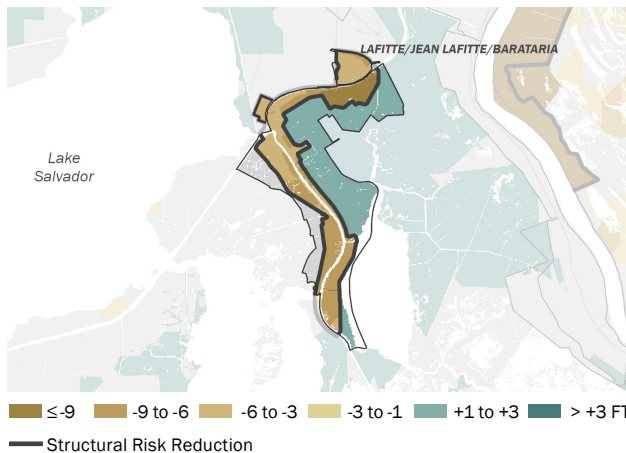 LAFITTE/JEAN LAFITTE/BARATARIA
Lake
Salvador
≤-9 -9 to -6 -6 to -3 -3 to -1 +1 to +3 > +3 FT
Structural Risk Reduction